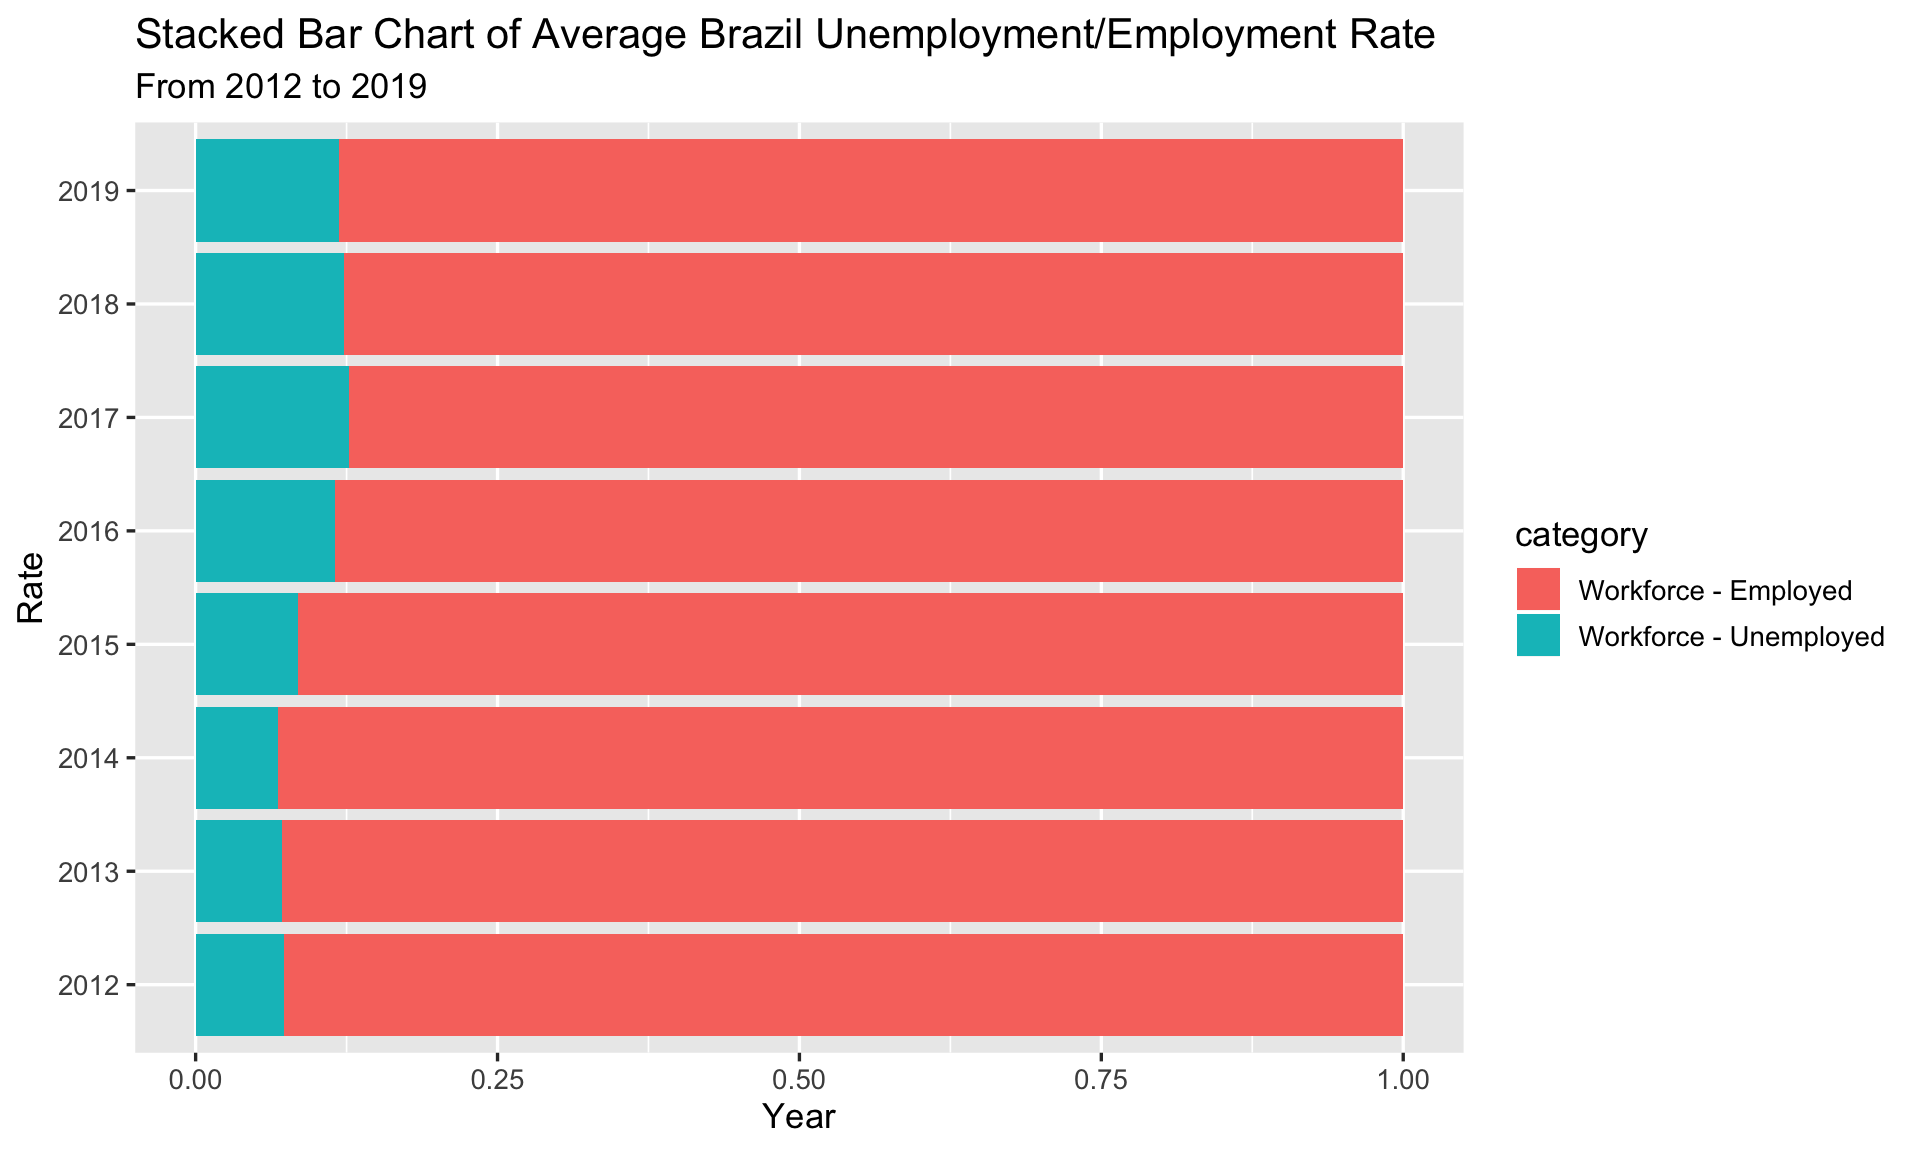 Stacked Bar Chart of Average Brazil Unemployment/Employment Rate
From 2012 to 2019
2019
2018
2017
2016
2015
2014
2013
2012
Rate
0.00 0.25 0.50 0.75 1.00
Year
category
Workforce - Employed
Workforce - Unemployed